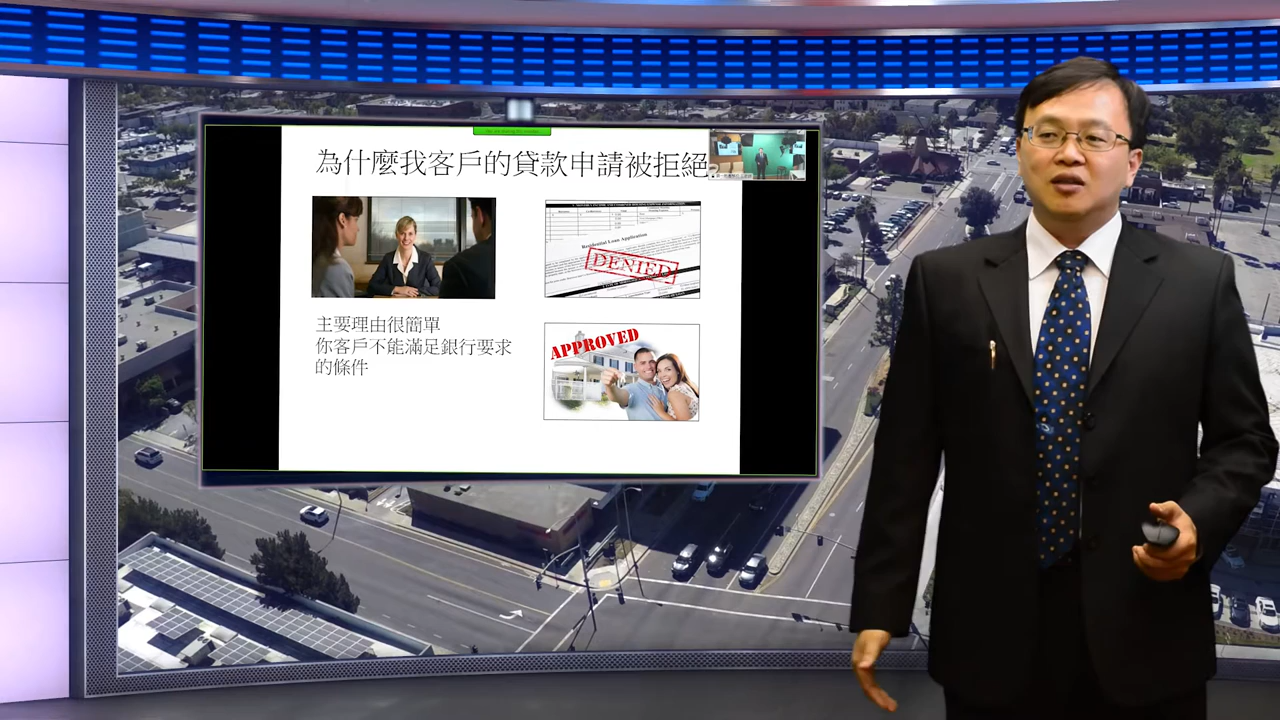 為什麼我客戶的貸款申請被拒絕.
Residential Loan Application
DENIED
主要理由很簡單
你客戶不能滿足銀行要求
的條件
APPROVED